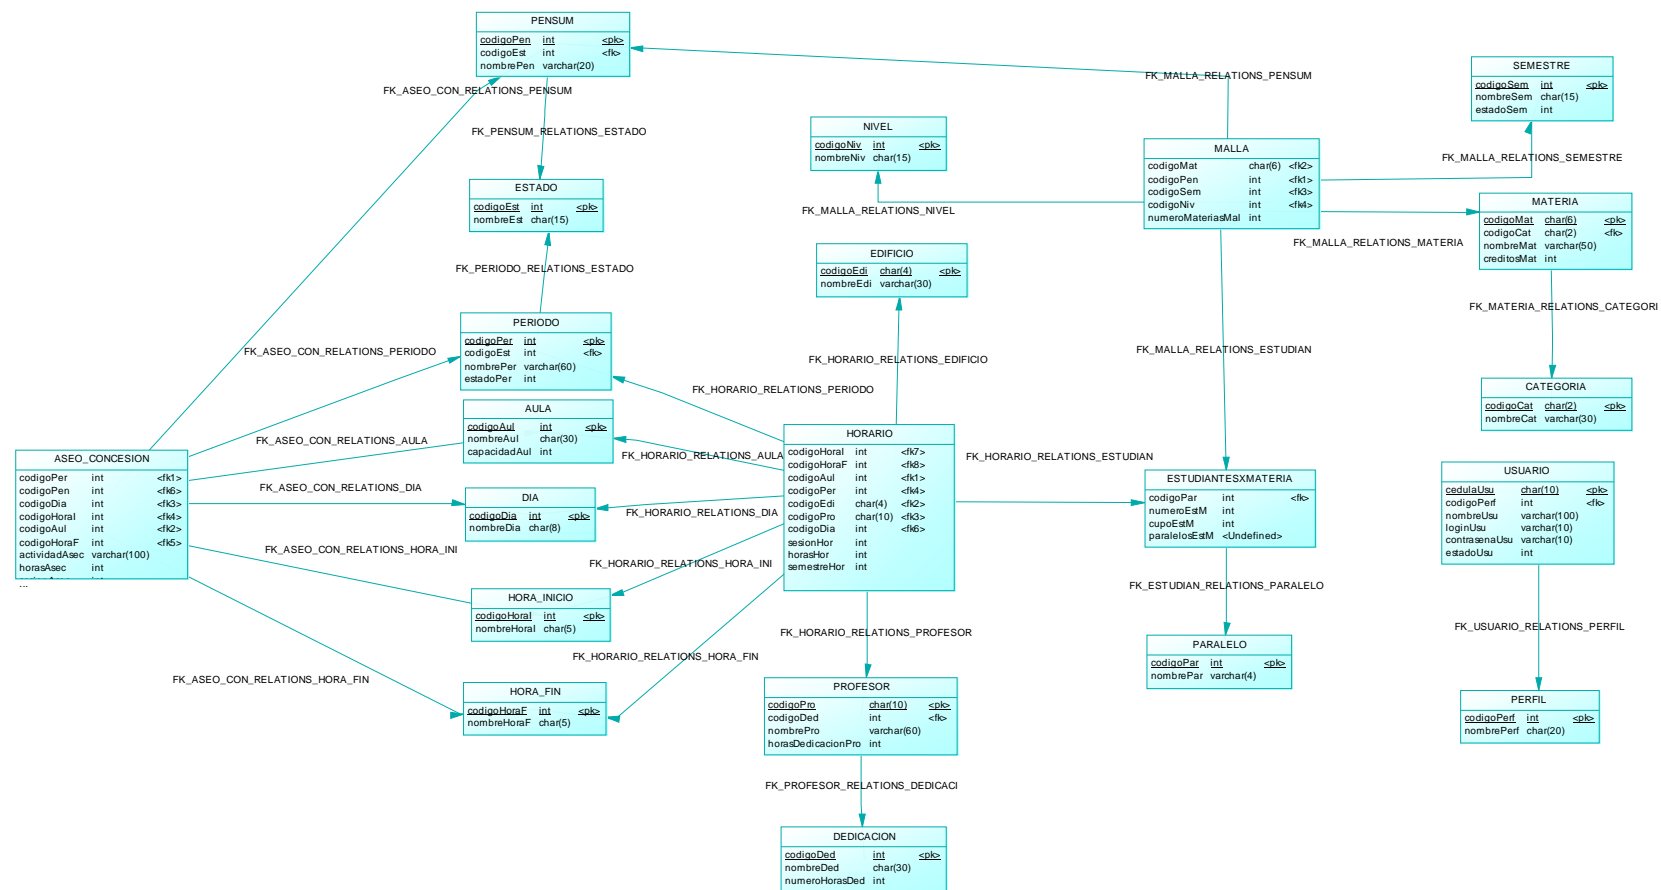 PENSUM
codigoPen int <pk>
codigoEst int <fk>
nombrePen varchar(20)
FK_ASEO_CON_RELATIONS_PENSUM
FK_PENSUM_RELATIONS_ESTADO
FK_MALLA_RELATIONS_PENSUM
SEMESTRE
codigoSem int <pk>
nombreSem char(15)
estadoSem int
NIVEL
codigoNiv int <pk>
nombreNiv char(15)
FK_MALLA_RELATIONS_NIVEL
MALLA
codigoMat char(6) <fk2>
codigoPen int <fk1>
codigoSem int <fk3>
codigoNiv int <fk4>
numeroMateriasMal int
FK_MALLA_RELATIONS_SEMESTRE
ESTADO
codigoEst int <pk>
nombreEst char(15)
FK_PERIODO_RELATIONS_ESTADO
MATERIA
codigoMat char(6) <pk>
codigoCat char(2) <fk>
nombreMat varchar(50)
creditosMat int
FK_MALLA_RELATIONS_MATERIA
EDIFICIO
codigoEdi char(4) <pk>
nombreEdi varchar(30)
FK_MATERIA_RELATIONS_CATEGORI
PERIODO
codigoPer int <pk>
codigoEst int <fk>
nombrePer varchar(60)
estadoPer int
FK_ASEO_CON_RELATIONS_PERIODO
FK_HORARIO_RELATIONS_EDIFICIO
FK_MALLA_RELATIONS_ESTUDIAN
FK_HORARIO_RELATIONS_PERIODO
CATEGORIA
codigoCat char(2) <pk>
nombreCat varchar(30)
AULA
codigoAul int <pk>
nombreAul char(30)
capacidadAul int
FK_ASEO_CON_RELATIONS_AULA
FK_HORARIO_RELATIONS_AULA
HORARIO
codigoHoraI int <fk7>
codigoHoraF int <fk8>
codigoAul int <fk1>
codigoPer int <fk4>
codigoEdi char(4) <fk2>
codigoPro char(10) <fk3>
codigoDia int <fk6>
sesionHor int
horasHor int
semestreHor int
FK_HORARIO_RELATIONS_ESTUDIAN
ASEO_CONCESION
codigoPer int <fk1>
codigoPen int <fk6>
codigoDia int <fk3>
codigoHoraI int <fk4>
codigoAul int <fk2>
codigoHoraF int <fk5>
actividadAsec varchar(100)
horasAsec int
...
FK_ASEO_CON_RELATIONS_DIA
DIA
codigoDia int <pk>
nombreDia char(8)
FK_HORARIO_RELATIONS_DIA
ESTUDIANTESXMATERIA
codigoPar int <fk>
numeroEstM int
cupoEstM int
paralelosEstM <Undefined>
USUARIO
cedulaUsu char(10) <pk>
codigoPerf int <fk>
nombreUsu varchar(100)
loginUsu varchar(10)
contrasenaUsu varchar(10)
estadoUsu int
FK_ASEO_CON_RELATIONS_HORA_INI
FK_HORARIO_RELATIONS_HORA_INI
HORA_INICIO
codigoHoraI int <pk>
nombreHoraI char(5)
FK_ESTUDIAN_RELATIONS_PARALELO
FK_HORARIO_RELATIONS_PROFESOR
FK_USUARIO_RELATIONS_PERFIL
FK_HORARIO_RELATIONS_HORA_FIN
FK_ASEO_CON_RELATIONS_HORA_FIN
PARALELO
codigoPar int <pk>
nombrePar varchar(4)
HORA_FIN
codigoHoraF int <pk>
nombreHoraF char(5)
PROFESOR
codigoPro char(10) <pk>
codigoDed int <fk>
nombrePro varchar(60)
horasDedicacionPro int
PERFIL
codigoPerf int <pk>
nombrePerf char(20)
FK_PROFESOR_RELATIONS_DEDICACI
DEDICACION
codigoDed int <pk>
nombreDed char(30)
numeroHorasDed int